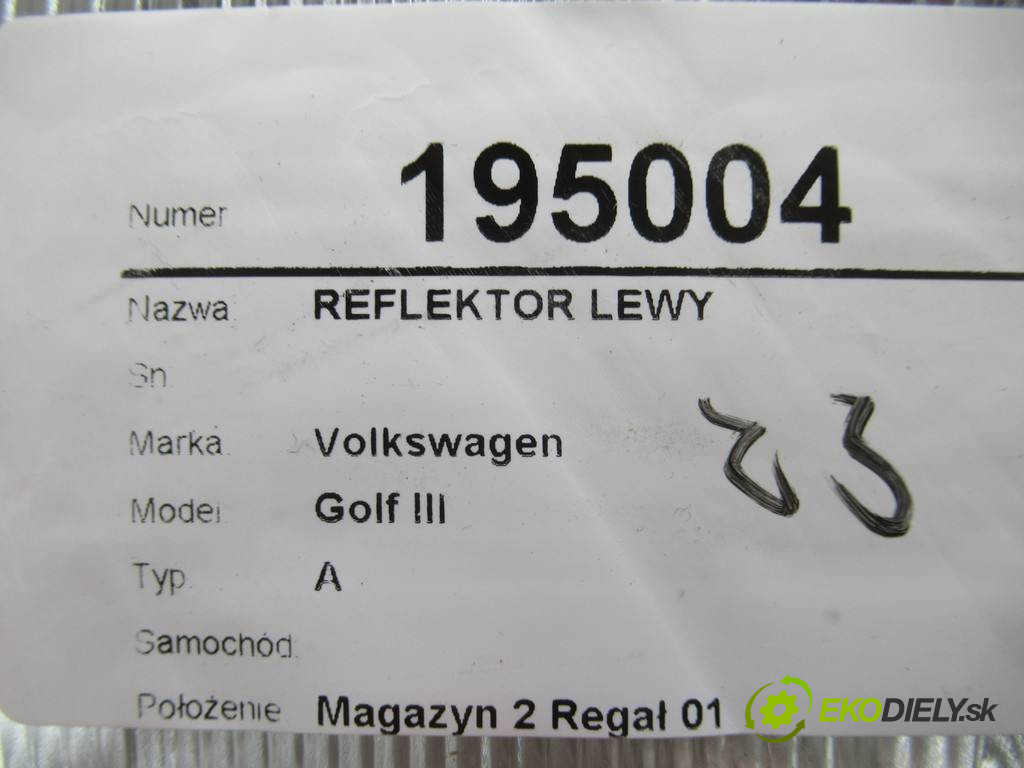 Numer 195004
Nazwa REFLEKTOR LEWY
Sn
Marka Volkswagen
Model Golf III
Typ A
Samochód
Położenie Magazyn 2 Regał 01
23
EKODIELY.sk